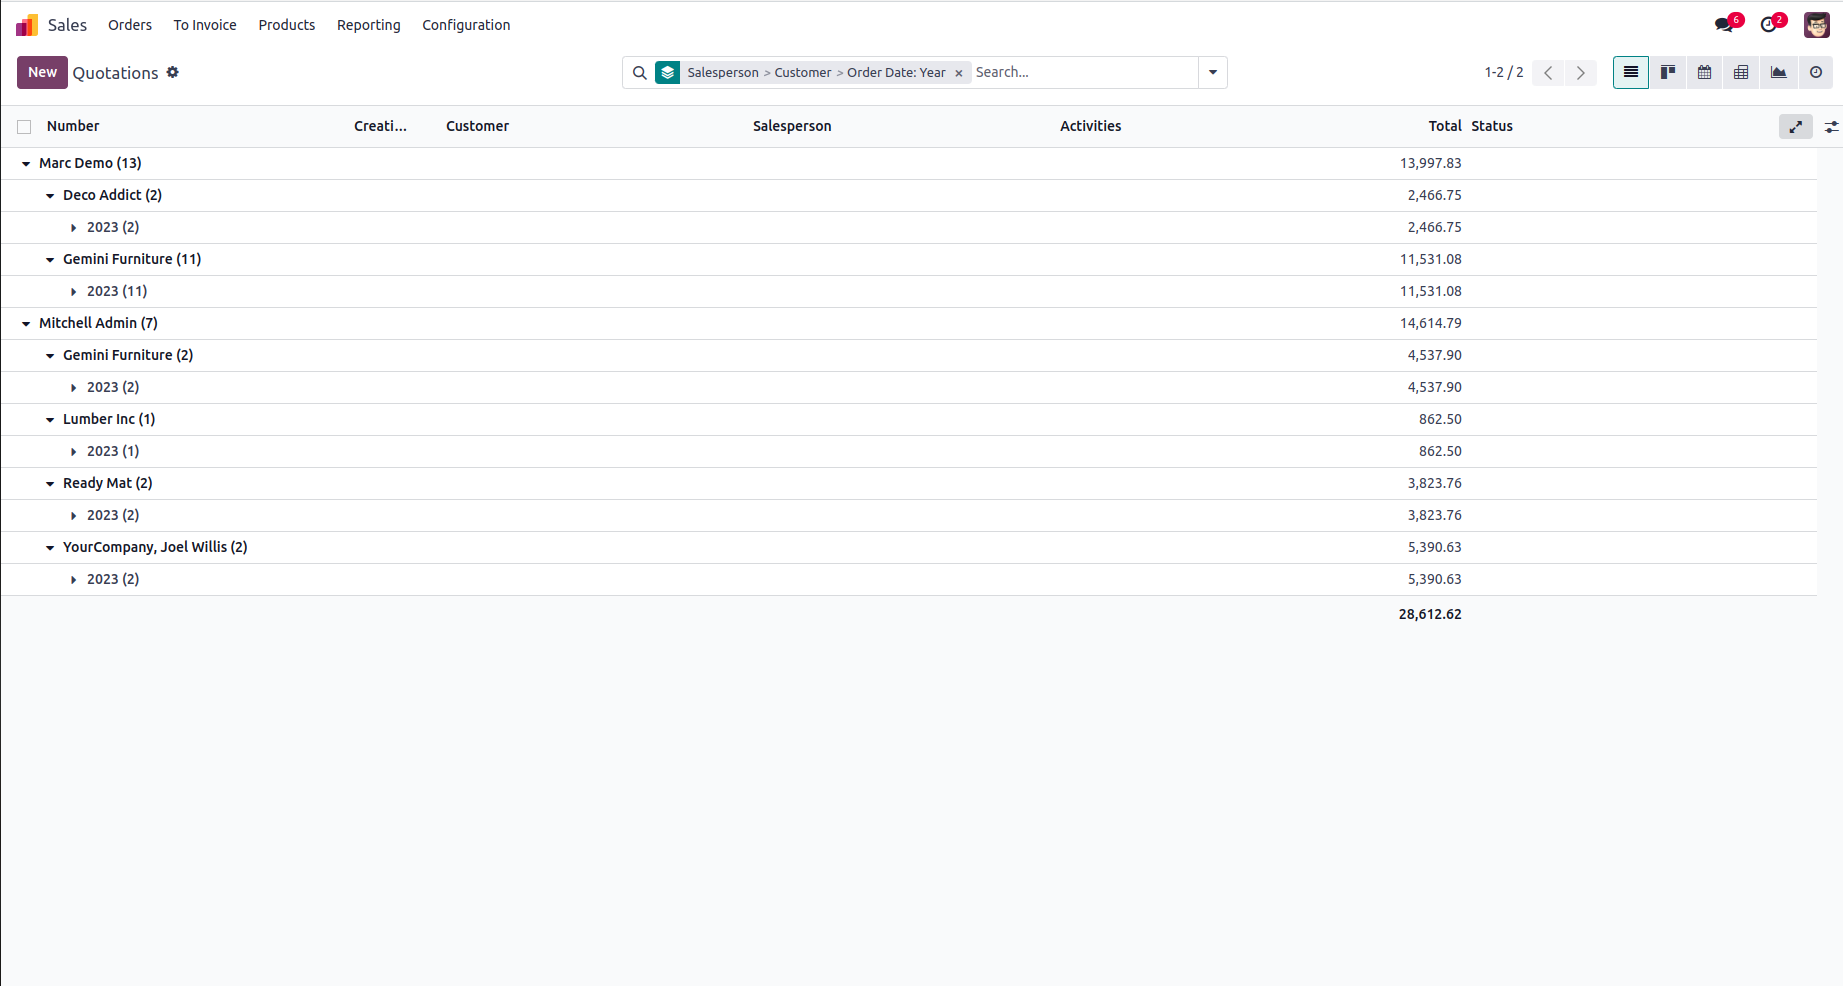 Sales Orders To Invoice Products Reporting Configuration 6 2
New Quotations Salesperson > Customer > Order Date: Year × Search... 1-2 / 2
Number Creati... Customer Salesperson Activities Total Status
Marc Demo (13) 13,997.83
Deco Addict (2) 2,466.75
2023 (2) 2,466.75
Gemini Furniture (11) 11,531.08
2023 (11) 11,531.08
Mitchell Admin (7) 14,614.79
Gemini Furniture (2) 4,537.90
2023 (2) 4,537.90
Lumber Inc (1) 862.50
2023 (1) 862.50
Ready Mat (2) 3,823.76
2023 (2) 3,823.76
YourCompany, Joel Willis (2) 5,390.63
2023 (2) 5,390.63
28,612.62